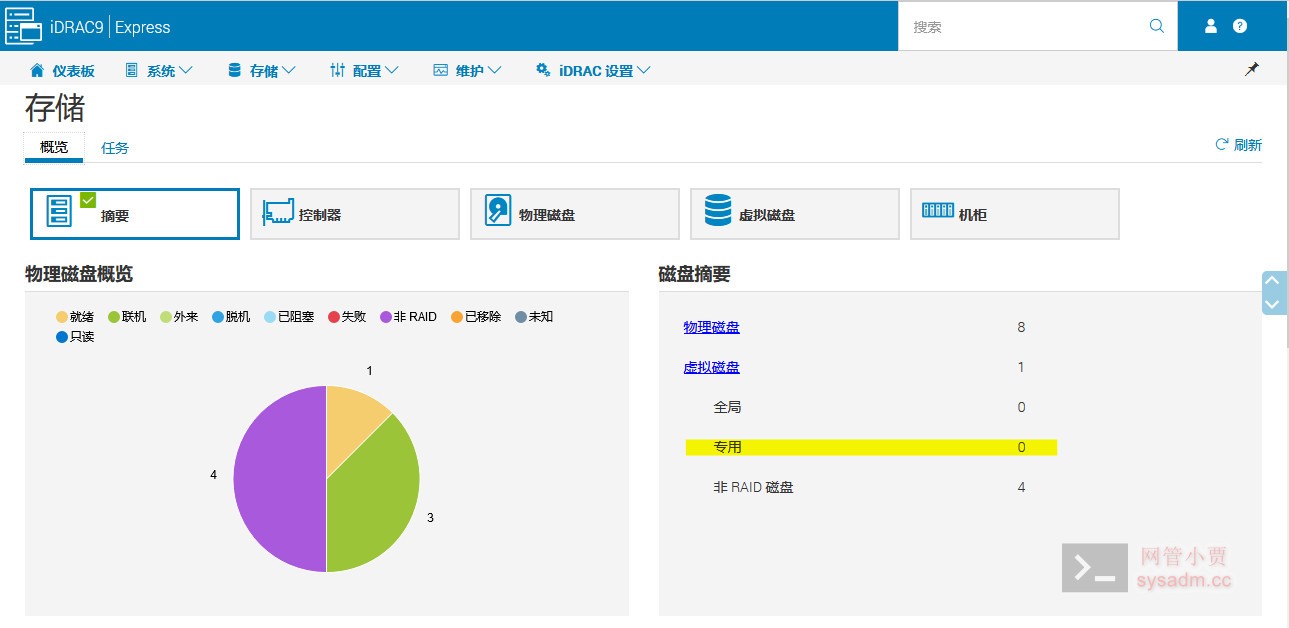 iDRAC9 | Express 搜索
仪表板 系统 存储 配置 维护 iDRAC 设置
存储
概览 任务 刷新
摘要 控制器 物理磁盘 虚拟磁盘 机柜
物理磁盘概览
就绪 联机 外来 脱机 已阻塞 失败 非 RAID 已移除 未知
只读
1
4
3
磁盘摘要
物理磁盘 8
虚拟磁盘 1
全局 0
专用 0
非 RAID 磁盘 4
网管小贾
sysadm.cc